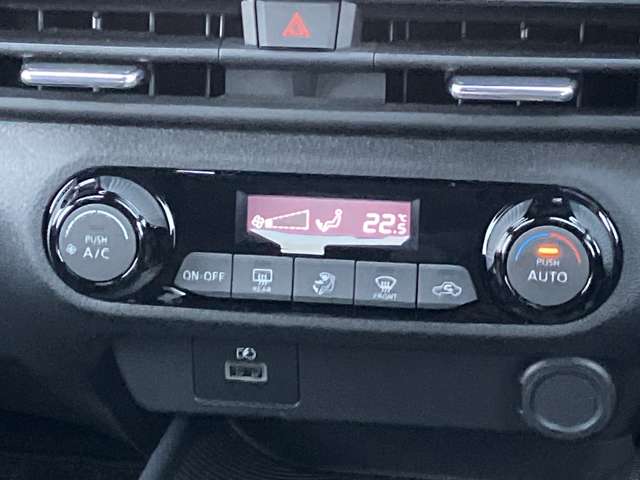 22.5℃
PUSH
A/C
ON·OFF
REAR
FRONT
PUSH
AUTO